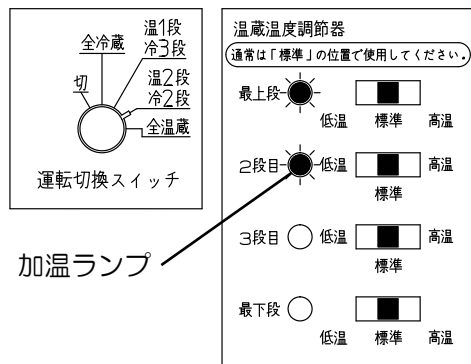 全冷蔵
温1段
冷3段
切
温2段
冷2段
全温蔵
運転切換スイッチ
加温ランプ
温蔵温度調節器
通常は「標準」の位置で使用してください。
最上段
低温 標準 高温
2段目 低温 高温
標準
3段目 低温 高温
標準
最下段
低温 標準 高温